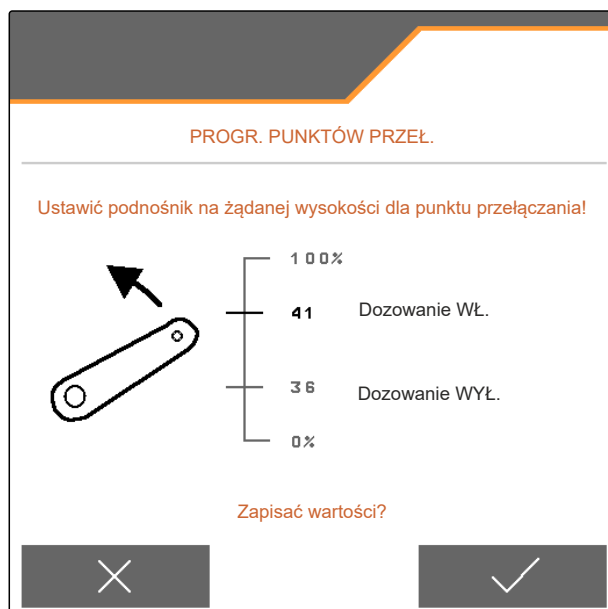 PROGR. PUNKTÓW PRZEŁ.
Ustawić podnośnik na żądanej wysokości dla punktu przełączania!
100%
41 Dozowanie WŁ.
36 Dozowanie WYŁ.
0%
Zapisać wartości?